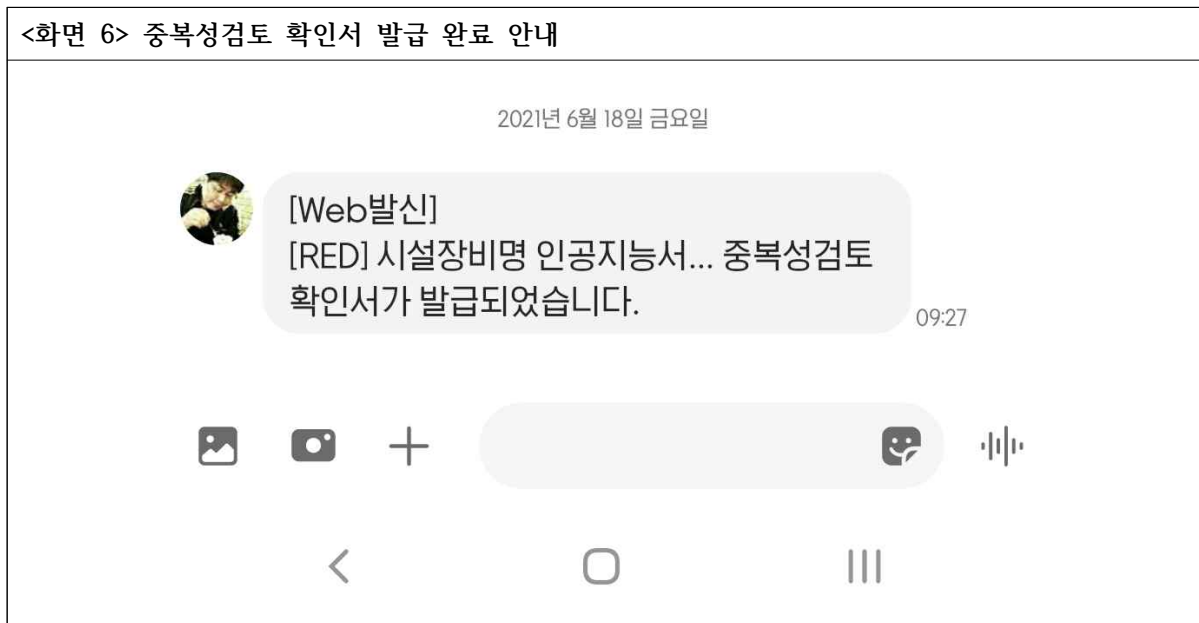 <화면 6> 중복성검토 확인서 발급 완료 안내
2021년 6월 18일 금요일
[Web발신]
[RED] 시설장비명 인공지능서... 중복성검토
확인서가 발급되었습니다.
09:27